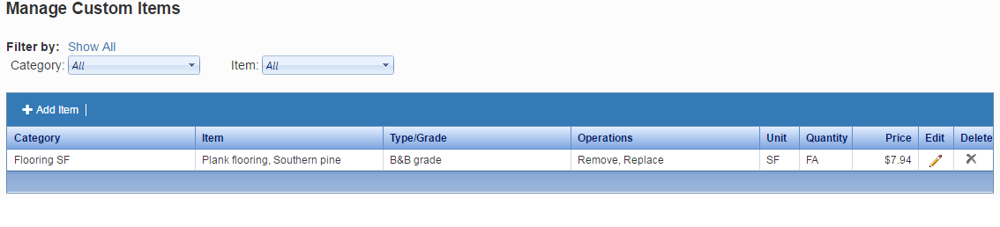 Manage Custom Items
Filter by: Show All
Category: All Item: All
Add Item
Category Item Type/Grade Operations Unit Quantity Price Edit Delete
Flooring SF Plank flooring, Southern pine B&B grade Remove, Replace SF FA $7.94